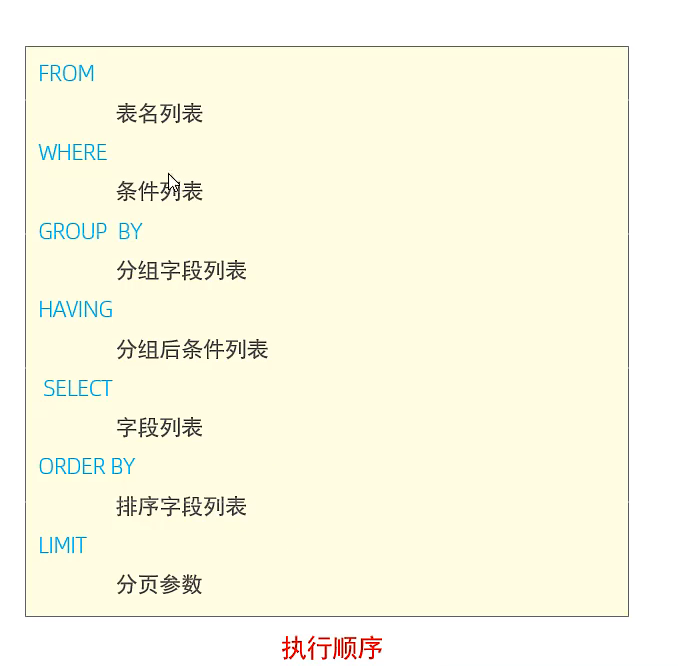 FROM
表名列表
WHERE
条件列表
GROUP BY
分组字段列表
HAVING
分组后条件列表
SELECT
字段列表
ORDER BY
排序字段列表
LIMIT
分页参数
执行顺序